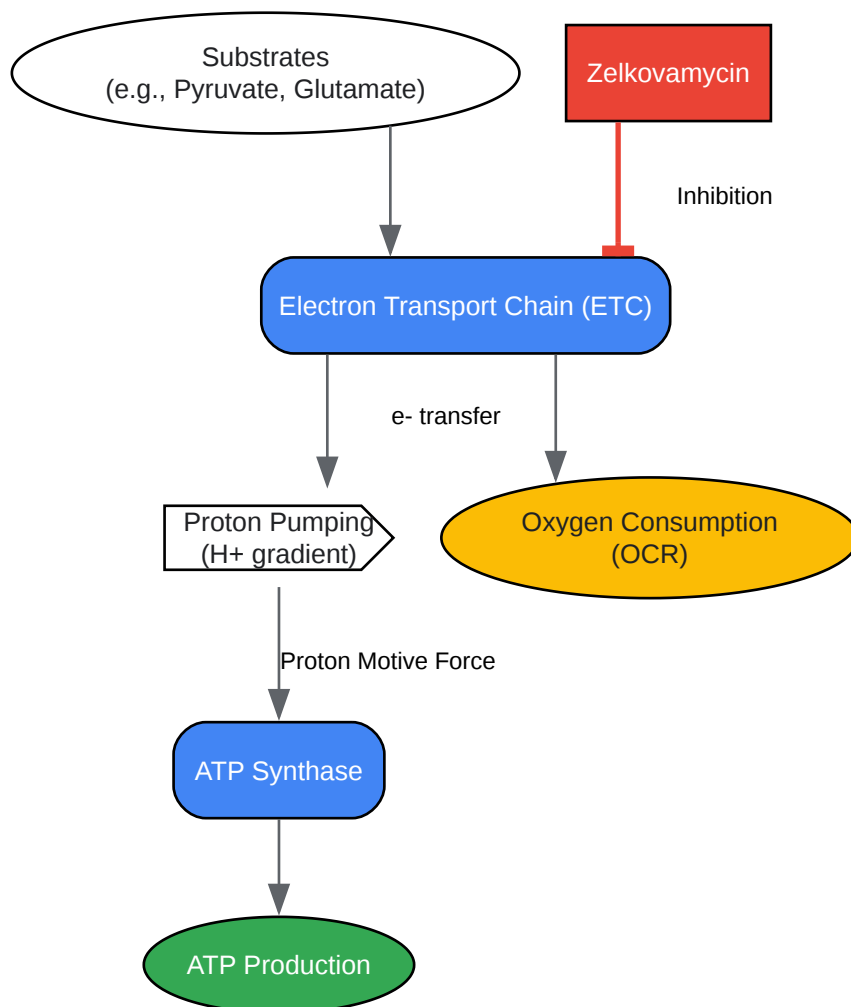 Substrates
(e.g., Pyruvate, Glutamate)
Zelkovamycin
Inhibition
Electron Transport Chain (ETC)
e- transfer
Proton Pumping
(H+ gradient)
Oxygen Consumption
(OCR)
Proton Motive Force
ATP Synthase
ATP Production